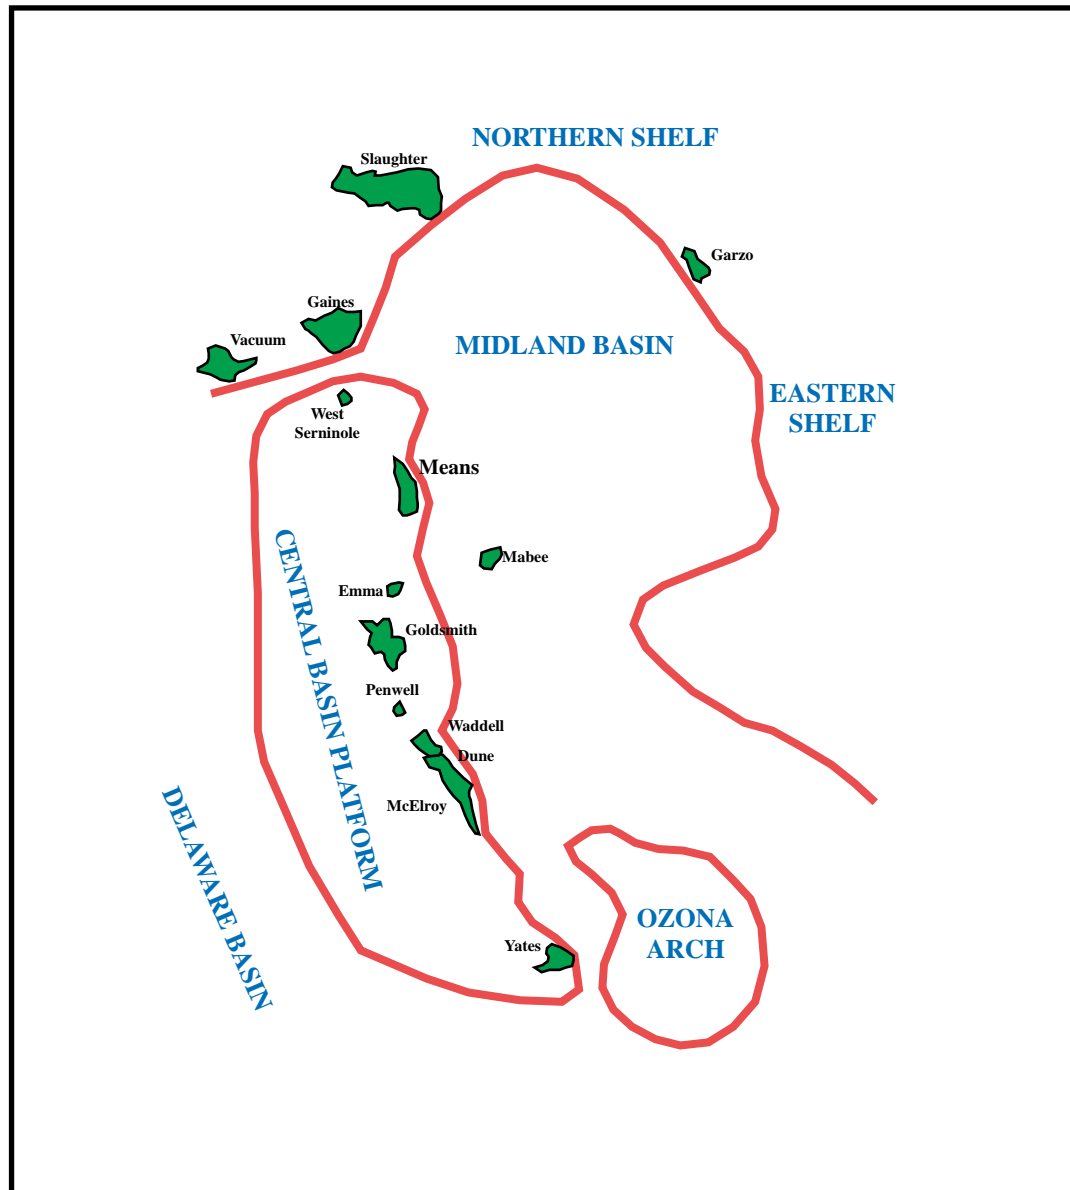 NORTHERN SHELF
Slaughter
Garzo
Gaines
Vacuum
MIDLAND BASIN
EASTERN
SHELF
West
Serninole
Means
CENTRAL BASIN PLATFORM
Mabee
Emma
Goldsmith
Penwell
Waddell
Dune
McElroy
DELAWARE BASIN
OZONA
ARCH
Yates